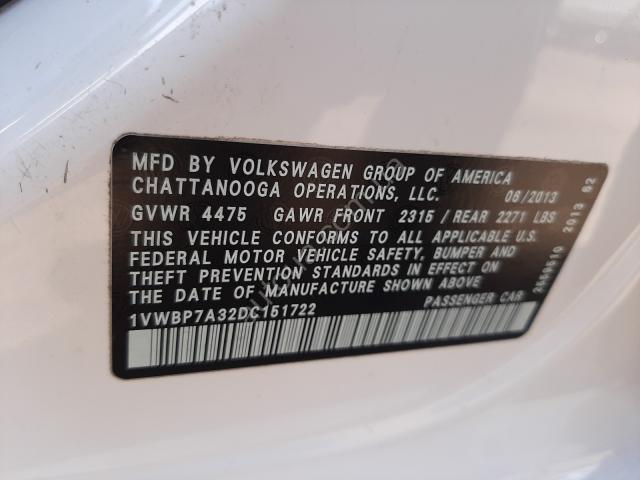 MFD BY VOLKSWAGEN GROUP OF AMERICA
CHATTANOOGA OPERATIONS, LLC. 06/2013
GVWR 4475 GAWR FRONT 2315 / REAR 2271 LBS
THIS VEHICLE CONFORMS TO ALL APPLICABLE U.S.
FEDERAL MOTOR VEHICLE SAFETY, BUMPER AND
THEFT PREVENTION STANDARDS IN EFFECT ON
THE DATE OF MANUFACTURE SHOWN ABOVE.
1VWBP7A32DC151722 PASSENGER CAR
2013 02